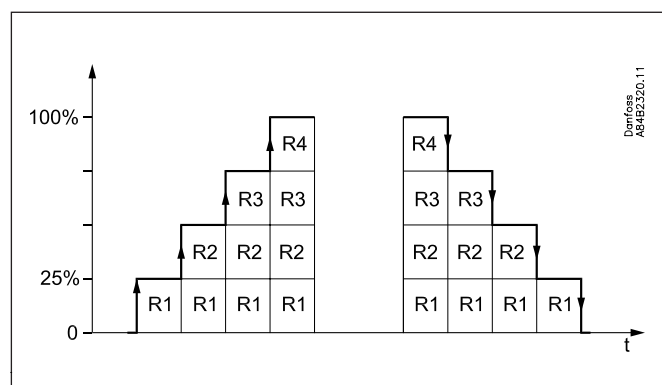 Danfoss
A84B2320.11
100%
R4 R4
R3 R3 R3 R3
R2 R2 R2 R2 R2 R2
25%
R1 R1 R1 R1 R1 R1 R1 R1
0
t